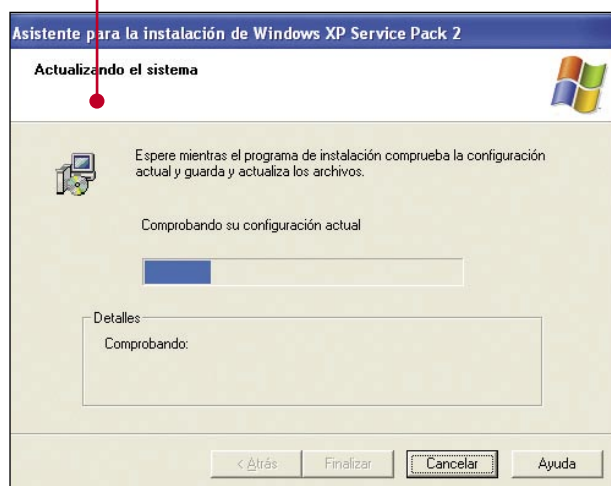 Asistente para la instalación de Windows XP Service Pack 2
Actualizando el sistema
Espere mientras el programa de instalación comprueba la configuración
actual y guarda y actualiza los archivos.
Comprobando su configuración actual
Detalles
Comprobando:
< Atrás
Finalizar
Cancelar
Ayuda